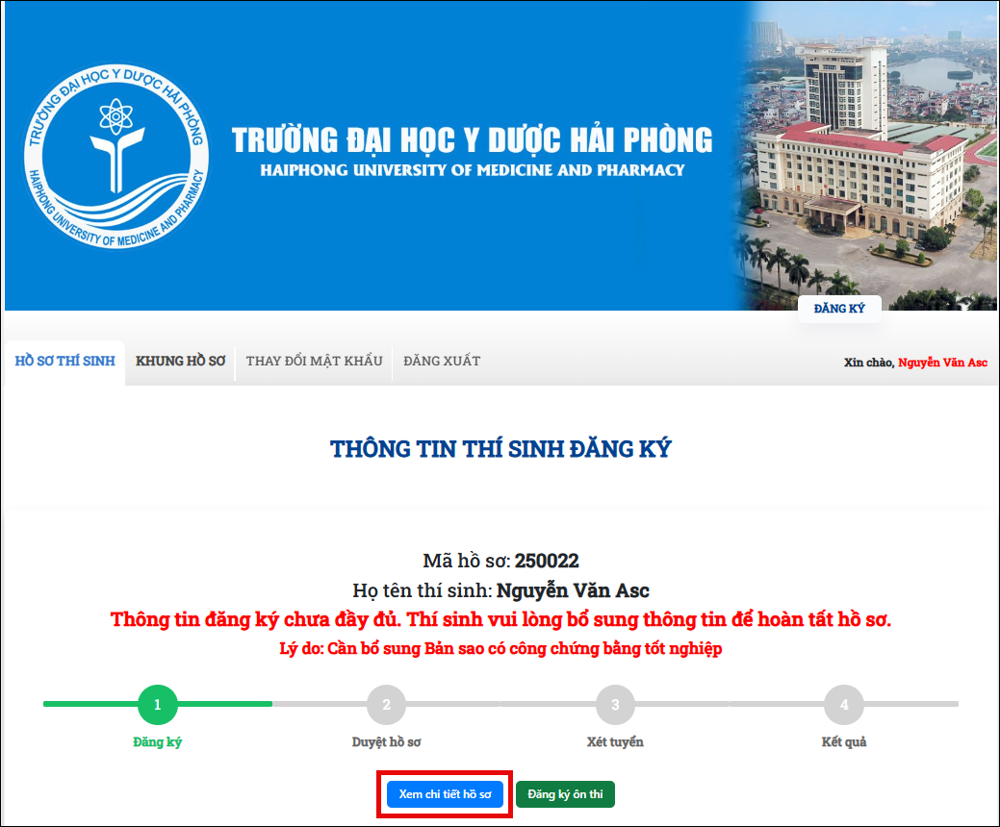 TRƯỜNG ĐẠI HỌC Y DƯỢC HẢI PHÒNG
HAIPHONG UNIVERSITY OF MEDICINE AND PHARMACY
TRƯỜNG ĐẠI HỌC Y DƯỢC HẢI PHÒNG
HAIPHONG UNIVERSITY OF MEDICINE AND PHARMACY
ĐĂNG KÝ
HỒ SƠ THÍ SINH KHUNG HỒ SƠ THAY ĐỔI MẬT KHẨU ĐĂNG XUẤT Xin chào, Nguyễn Văn Asc
THÔNG TIN THÍ SINH ĐĂNG KÝ
Mã hồ sơ: 250022
Họ tên thí sinh: Nguyễn Văn Asc
Thông tin đăng ký chưa đầy đủ. Thí sinh vui lòng bổ sung thông tin để hoàn tất hồ sơ.
Lý do: Cần bổ sung Bản sao có công chứng bằng tốt nghiệp
1 2 3 4
Đăng ký Duyệt hồ sơ Xét tuyển Kết quả
Xem chi tiết hồ sơ Đăng ký ôn thi